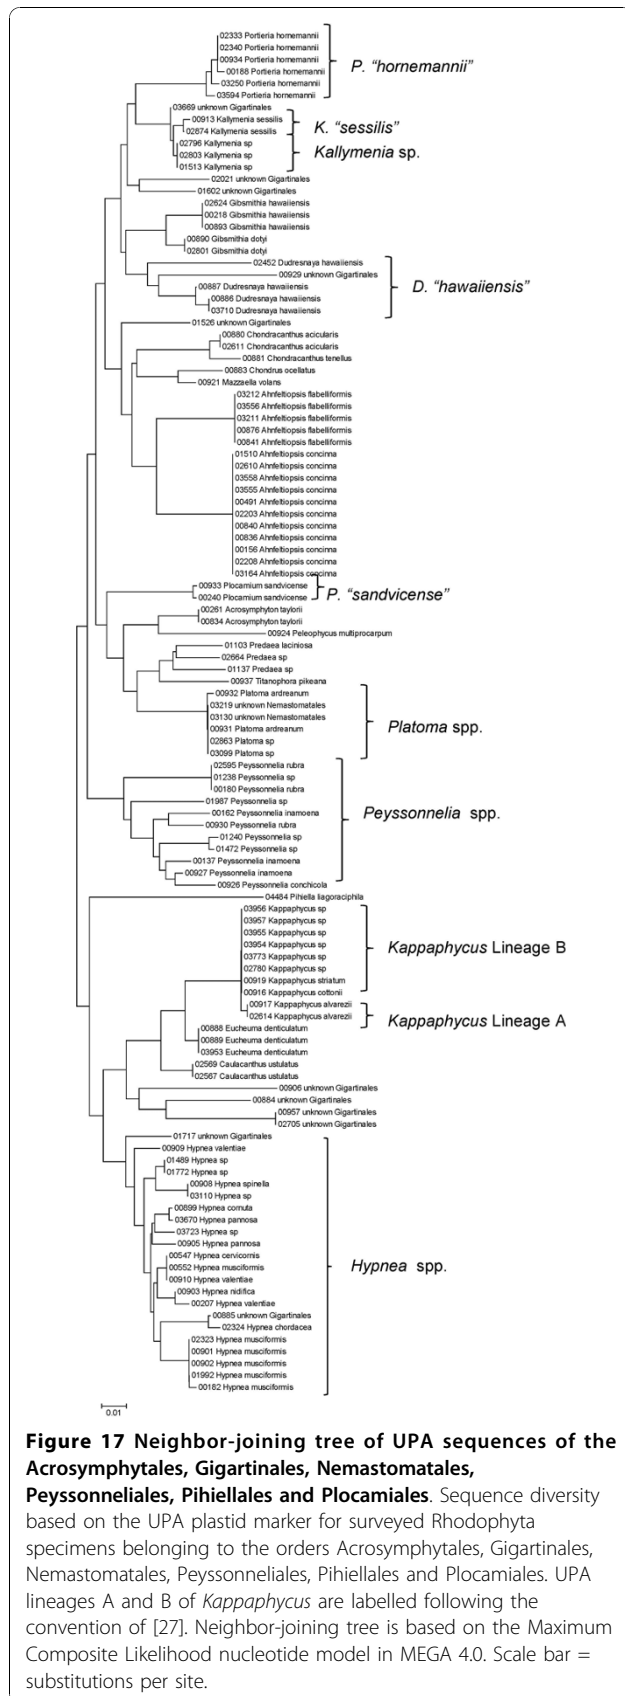 02333 Portieria hornemannii
02340 Portieria hornemannii
00934 Portieria hornemannii
00188 Portieria hornemannii
03250 Portieria hornemannii
03594 Portieria hornemannii
P. “hornemannii”
03669 unknown Gigartinales
00913 Kallymenia sessilis
02874 Kallymenia sessilis
K. “sessilis”
02796 Kallymenia sp
02803 Kallymenia sp
01513 Kallymenia sp
Kallymenia sp.
02021 unknown Gigartinales
01602 unknown Gigartinales
02624 Gibsmithia hawaiiensis
00218 Gibsmithia hawaiiensis
00893 Gibsmithia hawaiiensis
00890 Gibsmithia dotyi
02801 Gibsmithia dotyi
02452 Dudresnaya hawaiiensis
00929 unknown Gigartinales
00887 Dudresnaya hawaiiensis
00886 Dudresnaya hawaiiensis
03710 Dudresnaya hawaiiensis
D. “hawaiiensis”
01526 unknown Gigartinales
00880 Chondracanthus acicularis
02611 Chondracanthus acicularis
00881 Chondracanthus tenellus
00883 Chondrus ocellatus
00921 Mazzaella volans
03212 Ahnfeltiopsis flabelliformis
03556 Ahnfeltiopsis flabelliformis
03211 Ahnfeltiopsis flabelliformis
00876 Ahnfeltiopsis flabelliformis
00841 Ahnfeltiopsis flabelliformis
01510 Ahnfeltiopsis concinna
02610 Ahnfeltiopsis concinna
03558 Ahnfeltiopsis concinna
03555 Ahnfeltiopsis concinna
00491 Ahnfeltiopsis concinna
02203 Ahnfeltiopsis concinna
00840 Ahnfeltiopsis concinna
00836 Ahnfeltiopsis concinna
00156 Ahnfeltiopsis concinna
02208 Ahnfeltiopsis concinna
03164 Ahnfeltiopsis concinna
00933 Plocamium sandvicense
00240 Plocamium sandvicense
P. “sandvicense”
00261 Acrosymphyton taylorii
00834 Acrosymphyton taylorii
00924 Peleophycus multiprocarpum
01103 Predaea laciniosa
02664 Predaea sp
01137 Predaea sp
00937 Titanophora pikeana
00932 Platoma ardreanum
03219 unknown Nemastomatales
03130 unknown Nemastomatales
00931 Platoma ardreanum
02863 Platoma sp
03099 Platoma sp
Platoma spp.
02595 Peyssonnelia rubra
01238 Peyssonnelia sp
00180 Peyssonnelia rubra
01987 Peyssonnelia sp
00162 Peyssonnelia inamoena
00930 Peyssonnelia rubra
01240 Peyssonnelia sp
01472 Peyssonnelia sp
00137 Peyssonnelia inamoena
00927 Peyssonnelia inamoena
00926 Peyssonnelia conchicola
Peyssonnelia spp.
04484 Pihiella liagoraciphila
03956 Kappaphycus sp
03957 Kappaphycus sp
03955 Kappaphycus sp
03954 Kappaphycus sp
03773 Kappaphycus sp
02780 Kappaphycus sp
00919 Kappaphycus striatum
00916 Kappaphycus cottonii
Kappaphycus Lineage B
00917 Kappaphycus alvarezii
02614 Kappaphycus alvarezii
Kappaphycus Lineage A
00888 Eucheuma denticulatum
00889 Eucheuma denticulatum
03953 Eucheuma denticulatum
02569 Caulacanthus ustulatus
02567 Caulacanthus ustulatus
00906 unknown Gigartinales
00884 unknown Gigartinales
00957 unknown Gigartinales
02705 unknown Gigartinales
01717 unknown Gigartinales
00909 Hypnea valentiae
01489 Hypnea sp
01772 Hypnea sp
00908 Hypnea spinella
03110 Hypnea sp
00899 Hypnea cornuta
03670 Hypnea pannosa
03723 Hypnea sp
00905 Hypnea pannosa
00547 Hypnea cervicornis
00552 Hypnea musciformis
00910 Hypnea valentiae
00903 Hypnea nidifica
00207 Hypnea valentiae
00885 unknown Gigartinales
02324 Hypnea chordacea
02323 Hypnea musciformis
00901 Hypnea musciformis
00902 Hypnea musciformis
01992 Hypnea musciformis
00182 Hypnea musciformis
Hypnea spp.
0.01
Figure 17 Neighbor-joining tree of UPA sequences of the
Acrosymphytales, Gigartinales, Nemastomatales,
Peyssonneliales, Pihiellales and Plocamiales. Sequence diversity
based on the UPA plastid marker for surveyed Rhodophyta
specimens belonging to the orders Acrosymphytales, Gigartinales,
Nemastomatales, Peyssonneliales, Pihiellales and Plocamiales. UPA
lineages A and B of Kappaphycus are labelled following the
convention of [27]. Neighbor-joining tree is based on the Maximum
Composite Likelihood nucleotide model in MEGA 4.0. Scale bar =
substitutions per site.